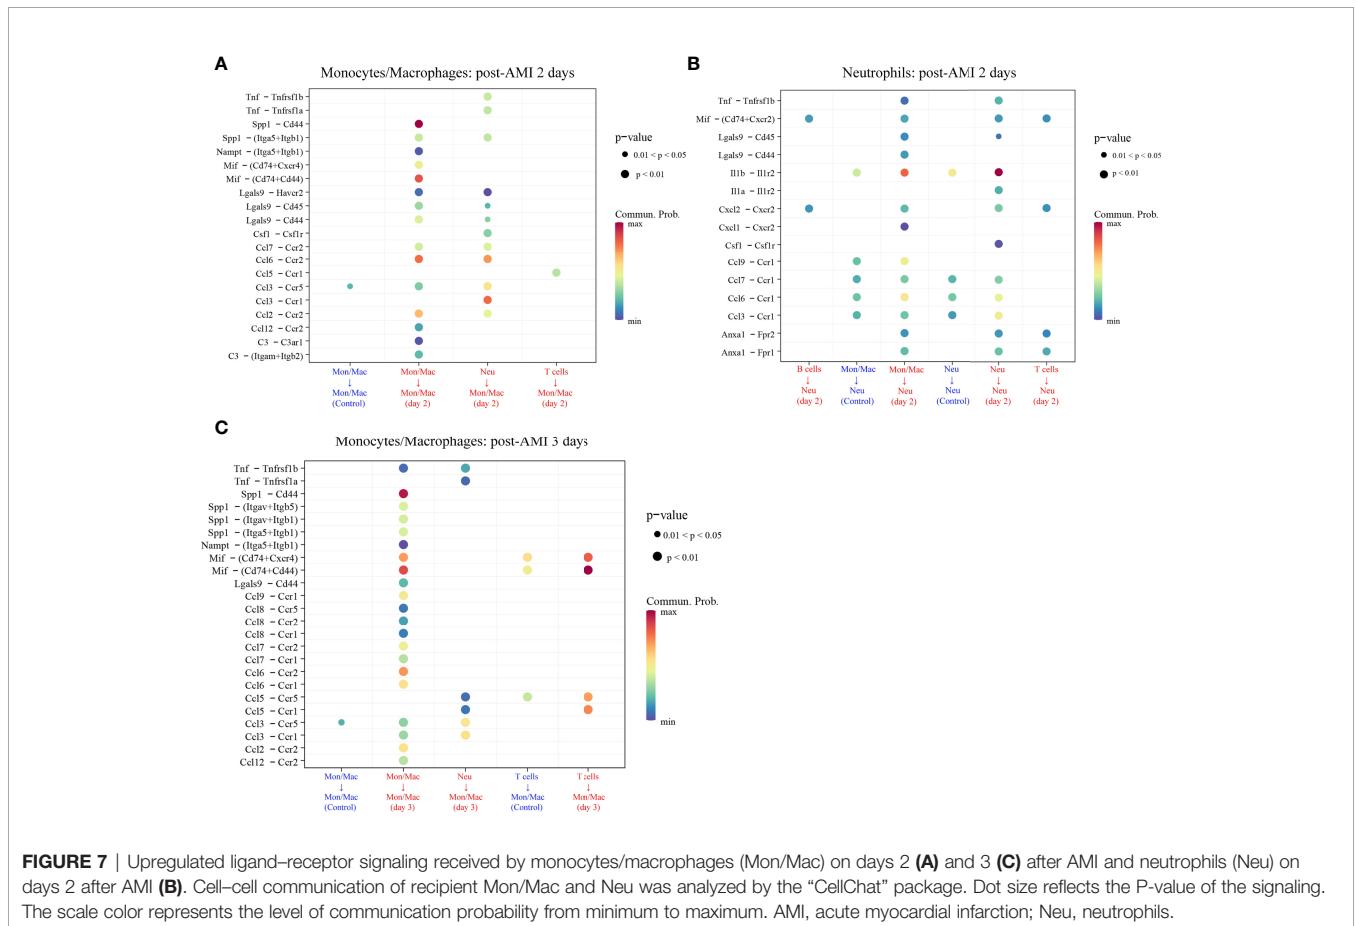 A
Monocytes/Macrophages: post-AMI 2 days
Tnf − Tnfrsf1b
Tnf − Tnfrsf1a
Spp1 − Cd44
Spp1 − (Itga5+Itgb1)
Nampt − (Itga5+Itgb1)
Mif − (Cd74+Cxcr4)
Mif − (Cd74+Cd44)
Lgals9 − Havcr2
Lgals9 − Cd45
Lgals9 − Cd44
Csf1 − Csf1r
Ccl7 − Ccr2
Ccl6 − Ccr2
Ccl5 − Ccr1
Ccl3 − Ccr5
Ccl3 − Ccr1
Ccl2 − Ccr2
Ccl12 − Ccr2
C3 − C3ar1
C3 − (Itgam+Itgb2)
Mon/Mac Mon/Mac Neu T cells
↓ ↓ ↓ ↓
Mon/Mac Mon/Mac Mon/Mac Mon/Mac
(Control) (day 2) (day 2) (day 2)
p−value
0.01 < p < 0.05
p < 0.01
Commun. Prob.
max
min
B
Neutrophils: post-AMI 2 days
Tnf − Tnfrsf1b
Mif − (Cd74+Cxcr2)
Lgals9 − Cd45
Lgals9 − Cd44
Il1b − Il1r2
Il1a − Il1r2
Cxcl2 − Cxcr2
Cxcl1 − Cxcr2
Csf1 − Csf1r
Ccl9 − Ccr1
Ccl7 − Ccr1
Ccl6 − Ccr1
Ccl3 − Ccr1
Anxa1 − Fpr2
Anxa1 − Fpr1
B cells Mon/Mac Mon/Mac Neu Neu T cells
↓ ↓ ↓ ↓ ↓ ↓
Neu Neu Neu Neu Neu Neu
(day 2) (Control) (day 2) (Control) (day 2) (day 2)
p−value
0.01 < p < 0.05
p < 0.01
Commun. Prob.
max
min
C
Monocytes/Macrophages: post-AMI 3 days
Tnf − Tnfrsf1b
Tnf − Tnfrsf1a
Spp1 − Cd44
Spp1 − (Itgav+Itgb5)
Spp1 − (Itgav+Itgb1)
Spp1 − (Itga5+Itgb1)
Nampt − (Itga5+Itgb1)
Mif − (Cd74+Cxcr4)
Mif − (Cd74+Cd44)
Lgals9 − Cd44
Ccl9 − Ccr1
Ccl8 − Ccr5
Ccl8 − Ccr2
Ccl8 − Ccr1
Ccl7 − Ccr2
Ccl7 − Ccr1
Ccl6 − Ccr2
Ccl6 − Ccr1
Ccl5 − Ccr5
Ccl5 − Ccr1
Ccl3 − Ccr5
Ccl3 − Ccr1
Ccl2 − Ccr2
Ccl12 − Ccr2
Mon/Mac Mon/Mac Neu T cells T cells
↓ ↓ ↓ ↓ ↓
Mon/Mac Mon/Mac Mon/Mac Mon/Mac Mon/Mac
(Control) (day 3) (day 3) (Control) (day 3)
p−value
0.01 < p < 0.05
p < 0.01
Commun. Prob.
max
min
FIGURE 7 | Upregulated ligand–receptor signaling received by monocytes/macrophages (Mon/Mac) on days 2 (A) and 3 (C) after AMI and neutrophils (Neu) on
days 2 after AMI (B). Cell–cell communication of recipient Mon/Mac and Neu was analyzed by the “CellChat” package. Dot size reflects the P-value of the signaling.
The scale color represents the level of communication probability from minimum to maximum. AMI, acute myocardial infarction; Neu, neutrophils.